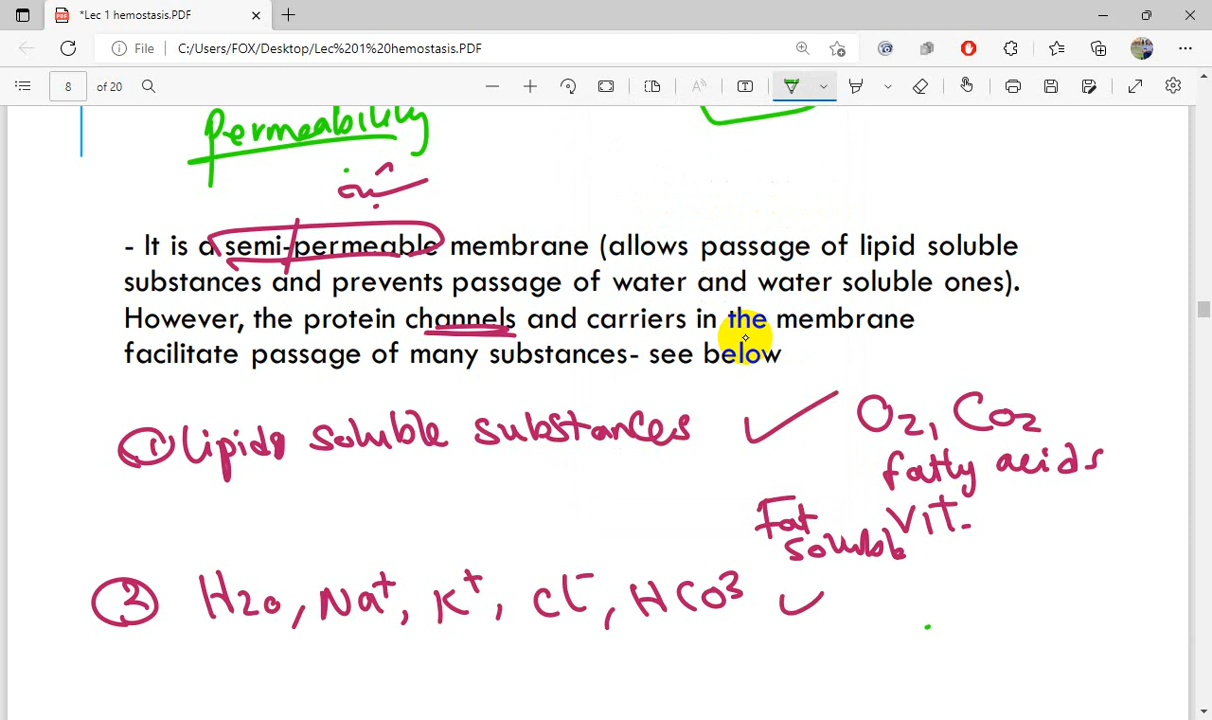 *Lec 1 hemostasis.PDF
File C:/Users/FOX/Desktop/Lec%201%20hemostasis.PDF
8 of 20
permeability
- It is a semi-permeable membrane (allows passage of lipid soluble
substances and prevents passage of water and water soluble ones).
However, the protein channels and carriers in the membrane
facilitate passage of many substances- see below
① lipids soluble substances ✓ O2, CO2
fatty acids
Fat soluble Vit.
② H2O, Na+, K+, Cl-, HCO3 ✓